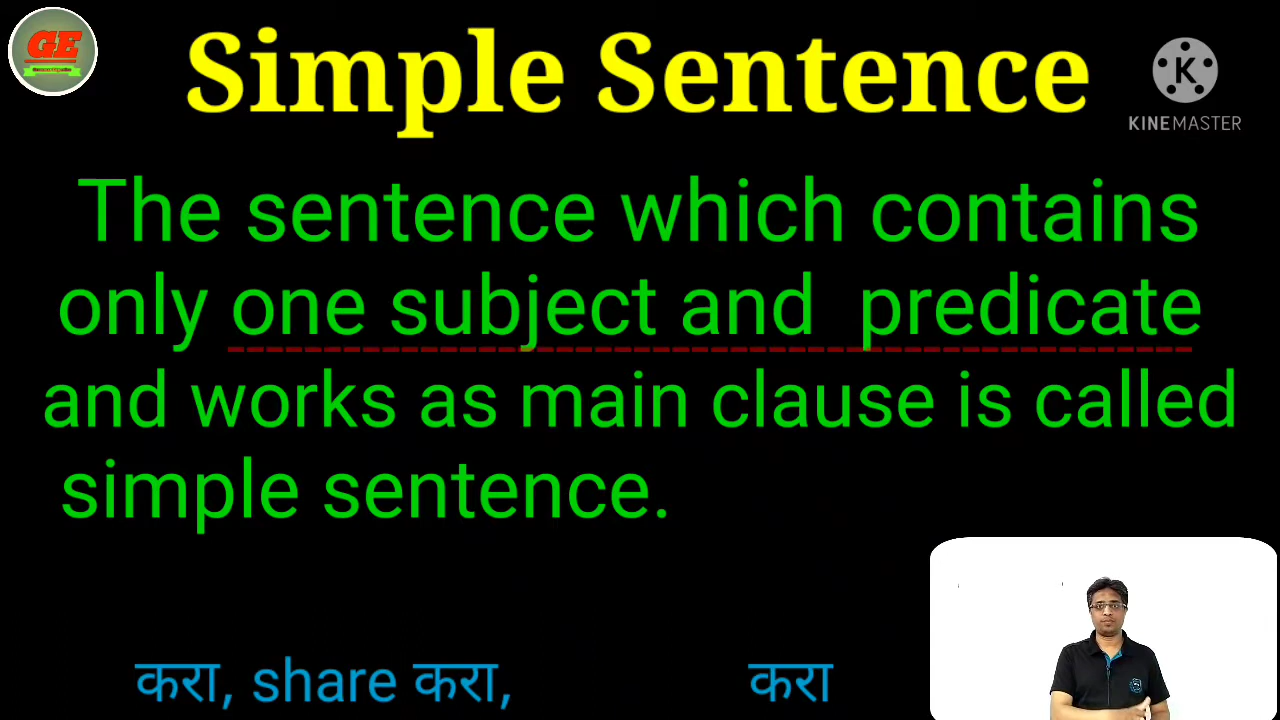 GE
Simple Sentence
KINEMASTER
The sentence which contains
only one subject and predicate
and works as main clause is called
simple sentence.
करा, share करा, करा